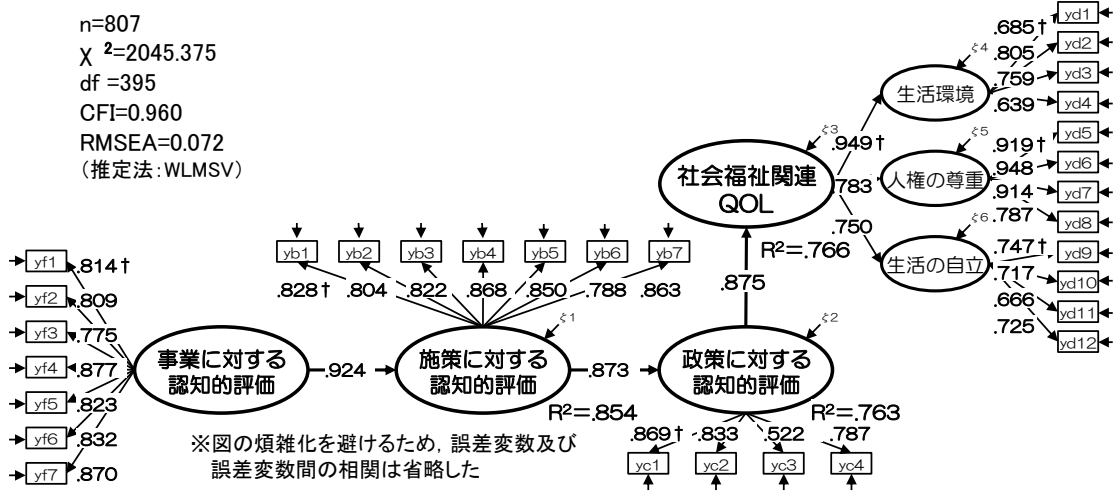 n=807
χ ²=2045.375
df =395
CFI=0.960
RMSEA=0.072
(推定法:WLMSV)
yf1
yf2
yf3
yf4
yf5
yf6
yf7
.814†
.809
.775
.877
.823
.832
.870
事業に対する
認知的評価
.924
yb1 yb2 yb3 yb4 yb5 yb6 yb7
.828† .804 .822 .868 .850 .788 .863
ζ1
施策に対する
認知的評価
R²=.854
.873
ζ2
政策に対する
認知的評価
R²=.763
.869† .833 .522 .787
yc1 yc2 yc3 yc4
.875
ζ3
社会福祉関連
QOL
R²=.766
.949†
.783
.750
ζ4
生活環境
ζ5
人権の尊重
ζ6
生活の自立
.685†
.805
.759
.639
.919†
.948
.914
.787
.747†
.717
.666
.725
yd1
yd2
yd3
yd4
yd5
yd6
yd7
yd8
yd9
yd10
yd11
yd12
※図の煩雑化を避けるため,誤差変数及び
誤差変数間の相関は省略した